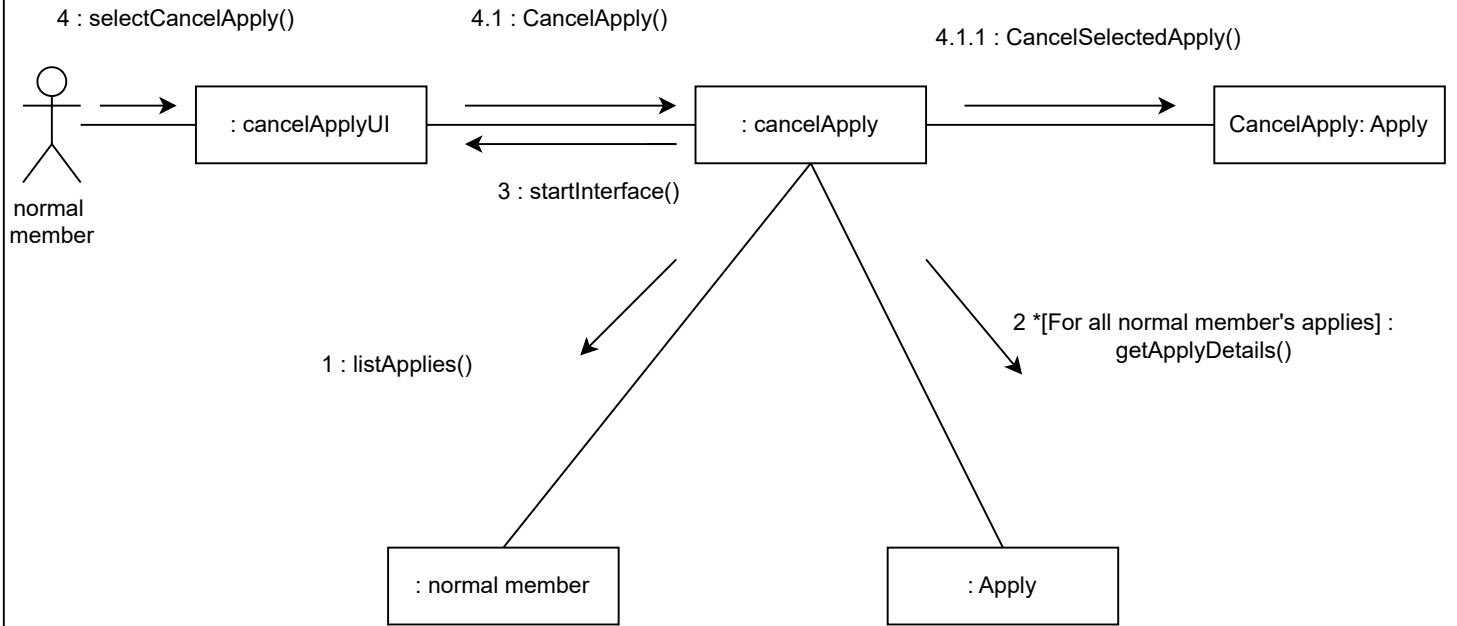 4 : selectCancelApply()
4.1 : CancelApply()
4.1.1 : CancelSelectedApply()
: cancelApplyUI
: cancelApply
CancelApply: Apply
3 : startInterface()
normal
member
2 *[For all normal member's applies] :
getApplyDetails()
1 : listApplies()
: normal member
: Apply